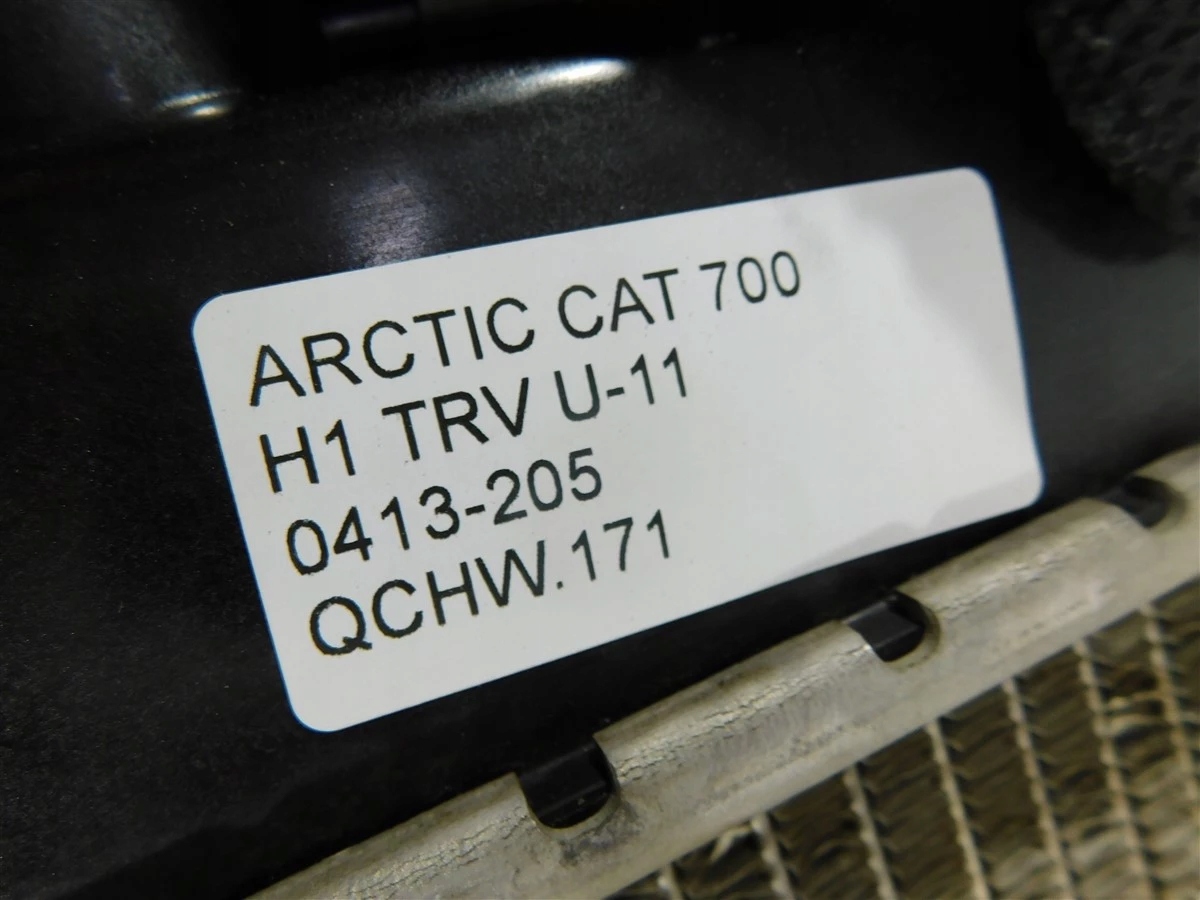 ARCTIC CAT 700
H1 TRV U-11
0413-205
QCHW.171